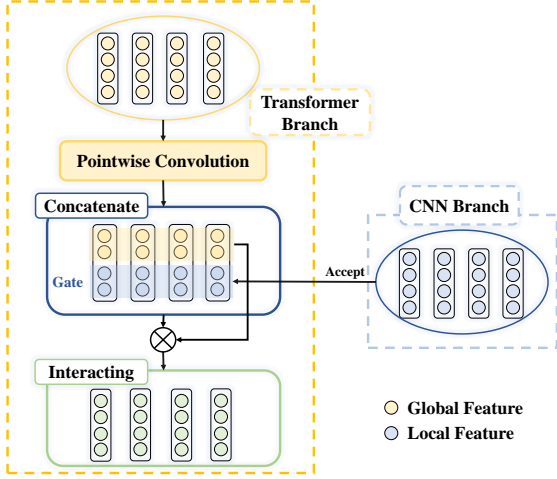 Transformer
Branch
Pointwise Convolution
Concatenate
Gate
CNN Branch
Accept
Interacting
Global Feature
Local Feature